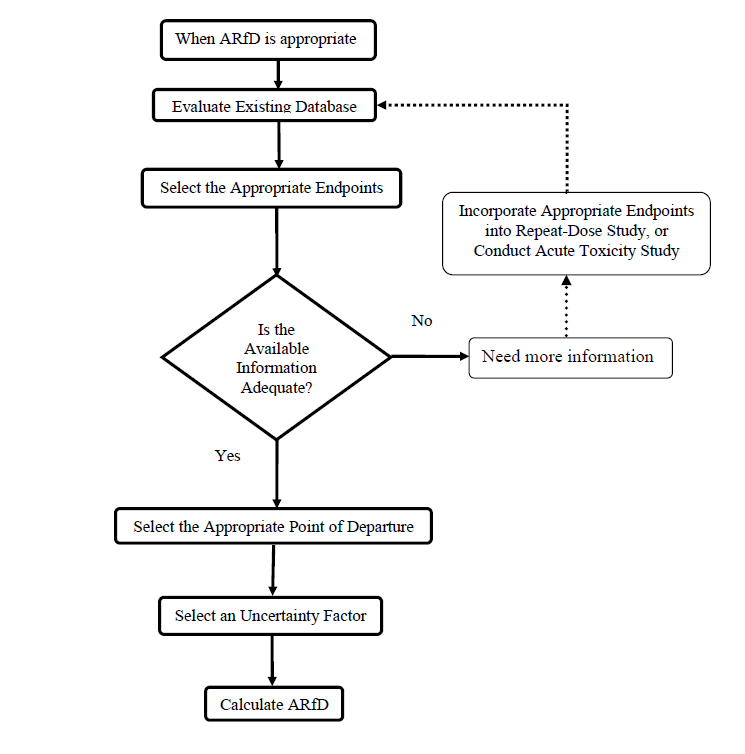 When ARfD is appropriate
Evaluate Existing Database
Select the Appropriate Endpoints
Incorporate Appropriate Endpoints
into Repeat-Dose Study, or
Conduct Acute Toxicity Study
Is the
Available
Information
Adequate?
No
Need more information
Yes
Select the Appropriate Point of Departure
Select an Uncertainty Factor
Calculate ARfD